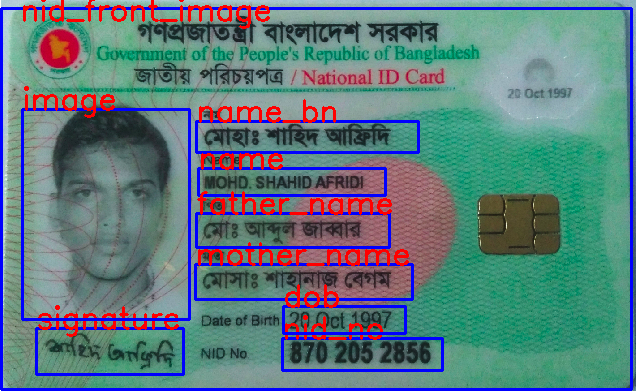 nid_front_image
গণপ্রজাতন্ত্রী বাংলাদেশ সরকার
Government of the People's Republic of Bangladesh
জাতীয় পরিচয়পত্র / National ID Card
20 Oct 1997
image
name_bn
মোহাঃ শাহিদ আফ্রিদি
name
MOHD. SHAHID AFRIDI
father_name
মোঃ আব্দুল জাব্বার
mother_name
মোসাঃ শাহানাজ বেগম
dob
Date of Birth 20 Oct 1997
signature
শাহিদ আফ্রিদি
nid_no
NID No 870 205 2856